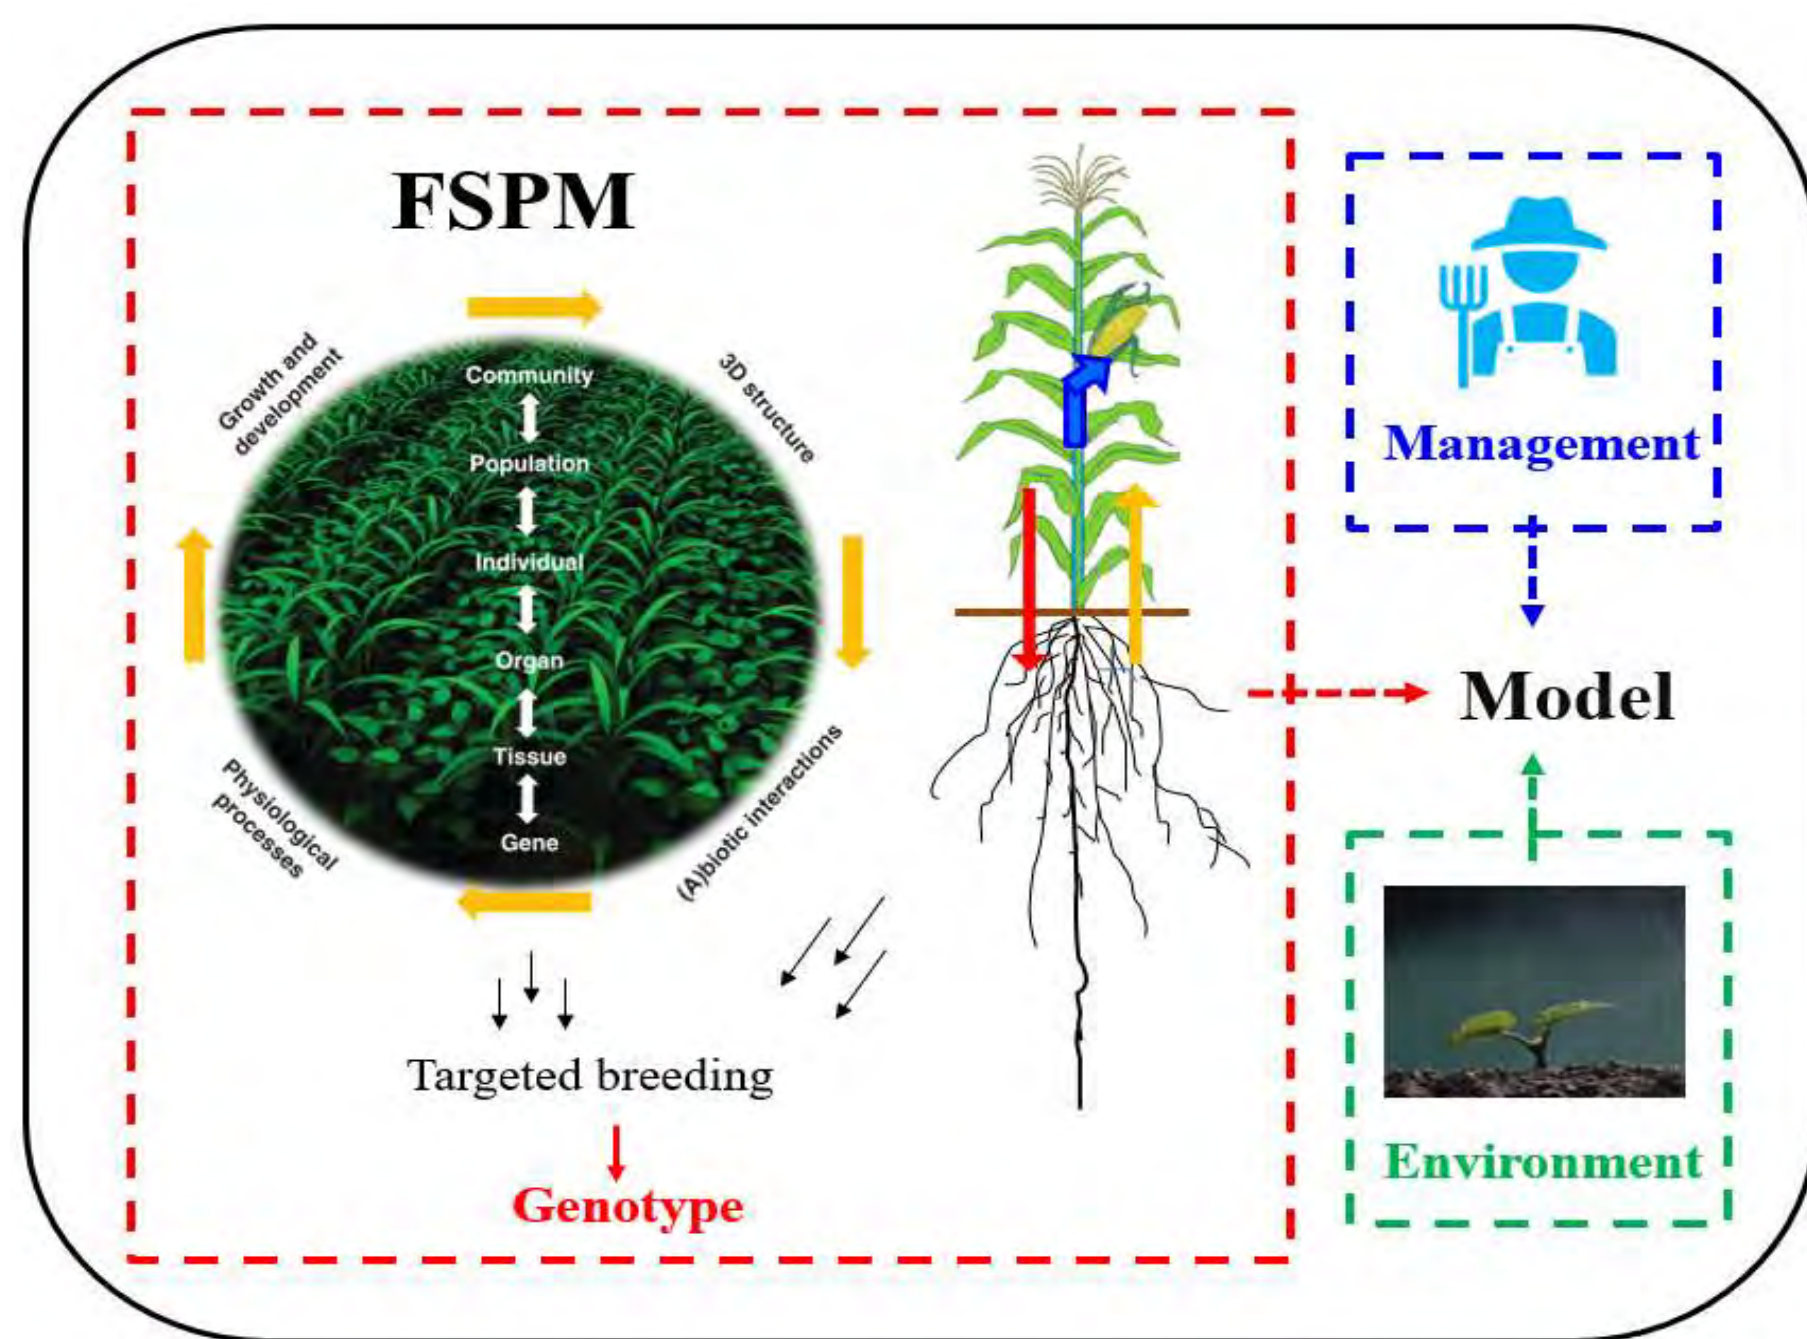 FSPM
Growth and
development
3D structure
Community
Population
Individual
Organ
Tissue
Gene
Physiological
processes
(A)biotic interactions
Targeted breeding
Genotype
Management
Model
Environment